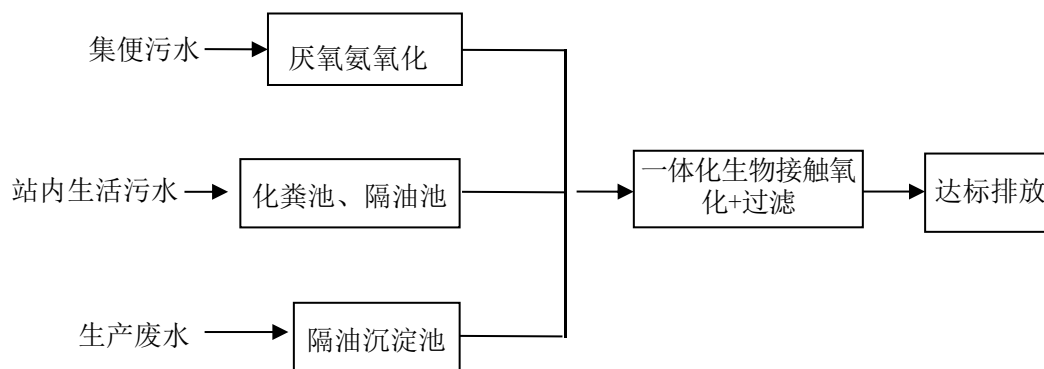 集便污水
厌氧氨氧化
站内生活污水
化粪池、隔油池
一体化生物接触氧
化+过滤
达标排放
生产废水
隔油沉淀池